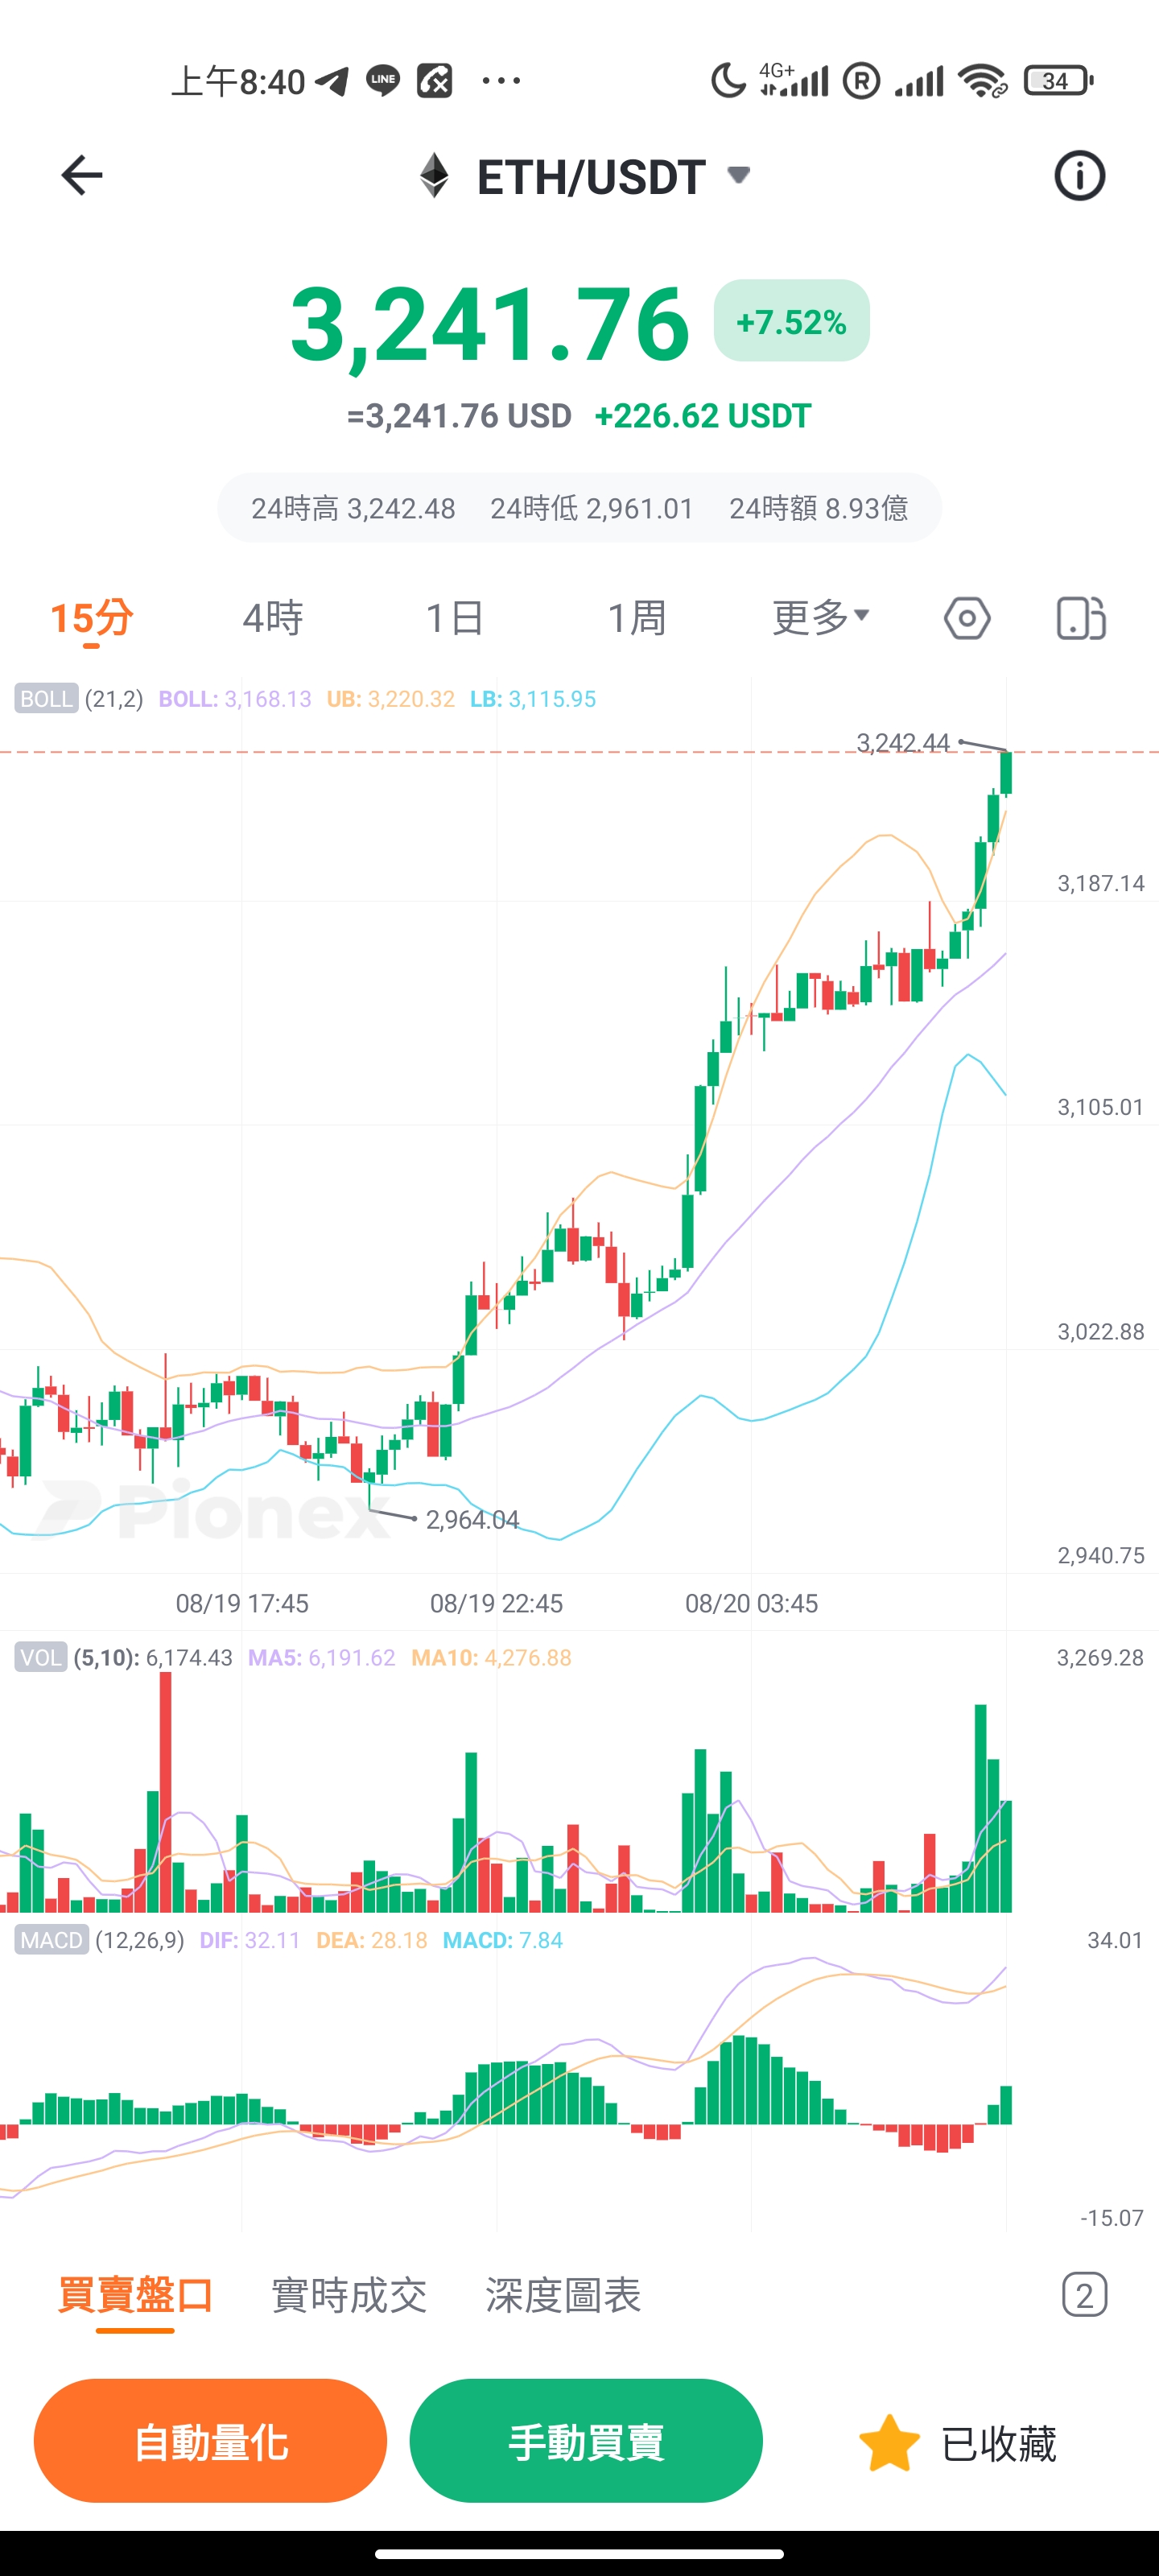 上午8:40 LINE 4G+ R 34
ETH/USDT
3,241.76 +7.52%
=3,241.76 USD +226.62 USDT
24時高 3,242.48 24時低 2,961.01 24時額 8.93億
15分 4時 1日 1周 更多
BOLL (21,2) BOLL: 3,168.13 UB: 3,220.32 LB: 3,115.95
3,242.44
3,187.14
3,105.01
3,022.88
Pionex
2,964.04
2,940.75
08/19 17:45 08/19 22:45 08/20 03:45
VOL (5,10): 6,174.43 MA5: 6,191.62 MA10: 4,276.88 3,269.28
MACD (12,26,9) DIF: 32.11 DEA: 28.18 MACD: 7.84 34.01
-15.07
買賣盤口 實時成交 深度圖表 2
自動量化 手動買賣 已收藏